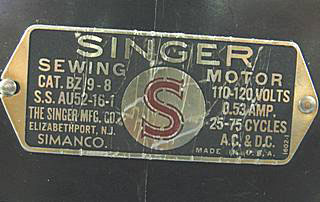 SINGER
SEWING MOTOR
CAT. BZ 9-8 110-120 VOLTS
S.S. AU52-16-1 0.53 AMP.
THE SINGER MFG. CO. 25-75 CYCLES
ELIZABETHPORT, N.J. A.C. & D.C.
SIMANCO. MADE IN U.S.A.
S